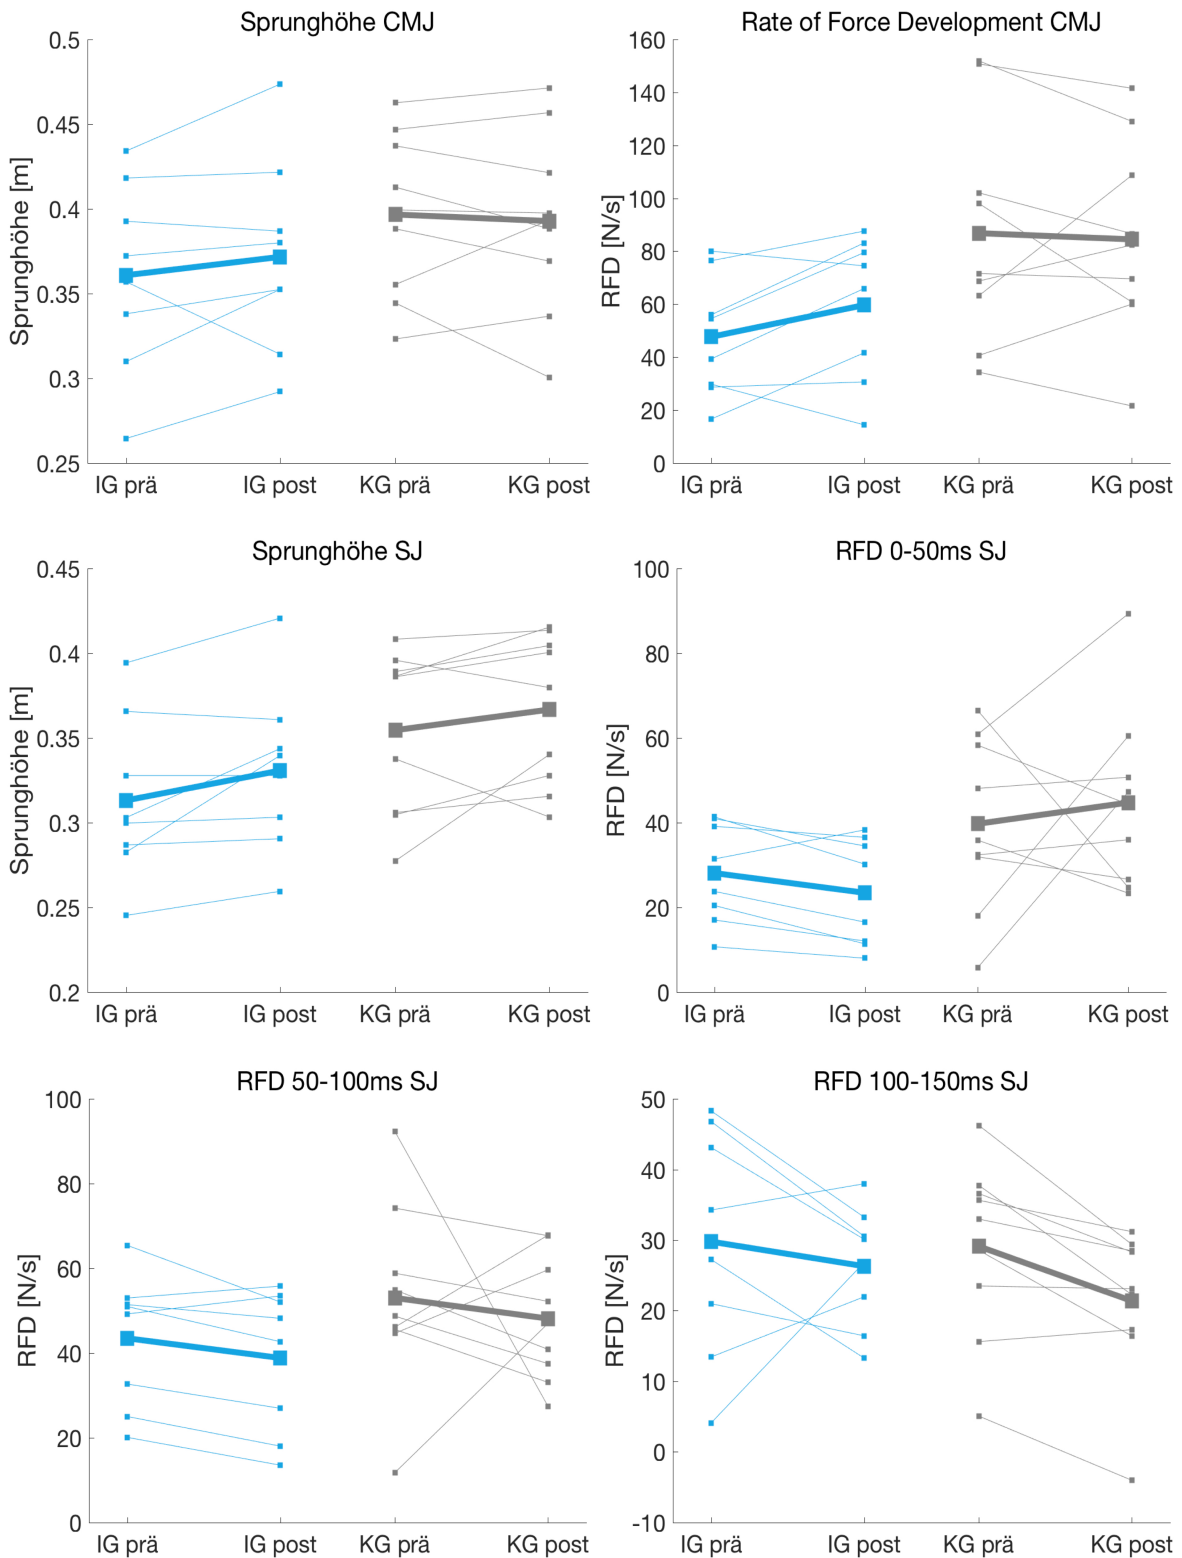 Sprunghöhe CMJ
0.5
0.45
0.4
0.35
0.3
0.25
Sprunghöhe [m]
IG prä IG post KG prä KG post
Rate of Force Development CMJ
160
140
120
100
80
60
40
20
0
RFD [N/s]
IG prä IG post KG prä KG post
Sprunghöhe SJ
0.45
0.4
0.35
0.3
0.25
0.2
Sprunghöhe [m]
IG prä IG post KG prä KG post
RFD 0-50ms SJ
100
80
60
40
20
0
RFD [N/s]
IG prä IG post KG prä KG post
RFD 50-100ms SJ
100
80
60
40
20
0
RFD [N/s]
IG prä IG post KG prä KG post
RFD 100-150ms SJ
50
40
30
20
10
0
-10
RFD [N/s]
IG prä IG post KG prä KG post